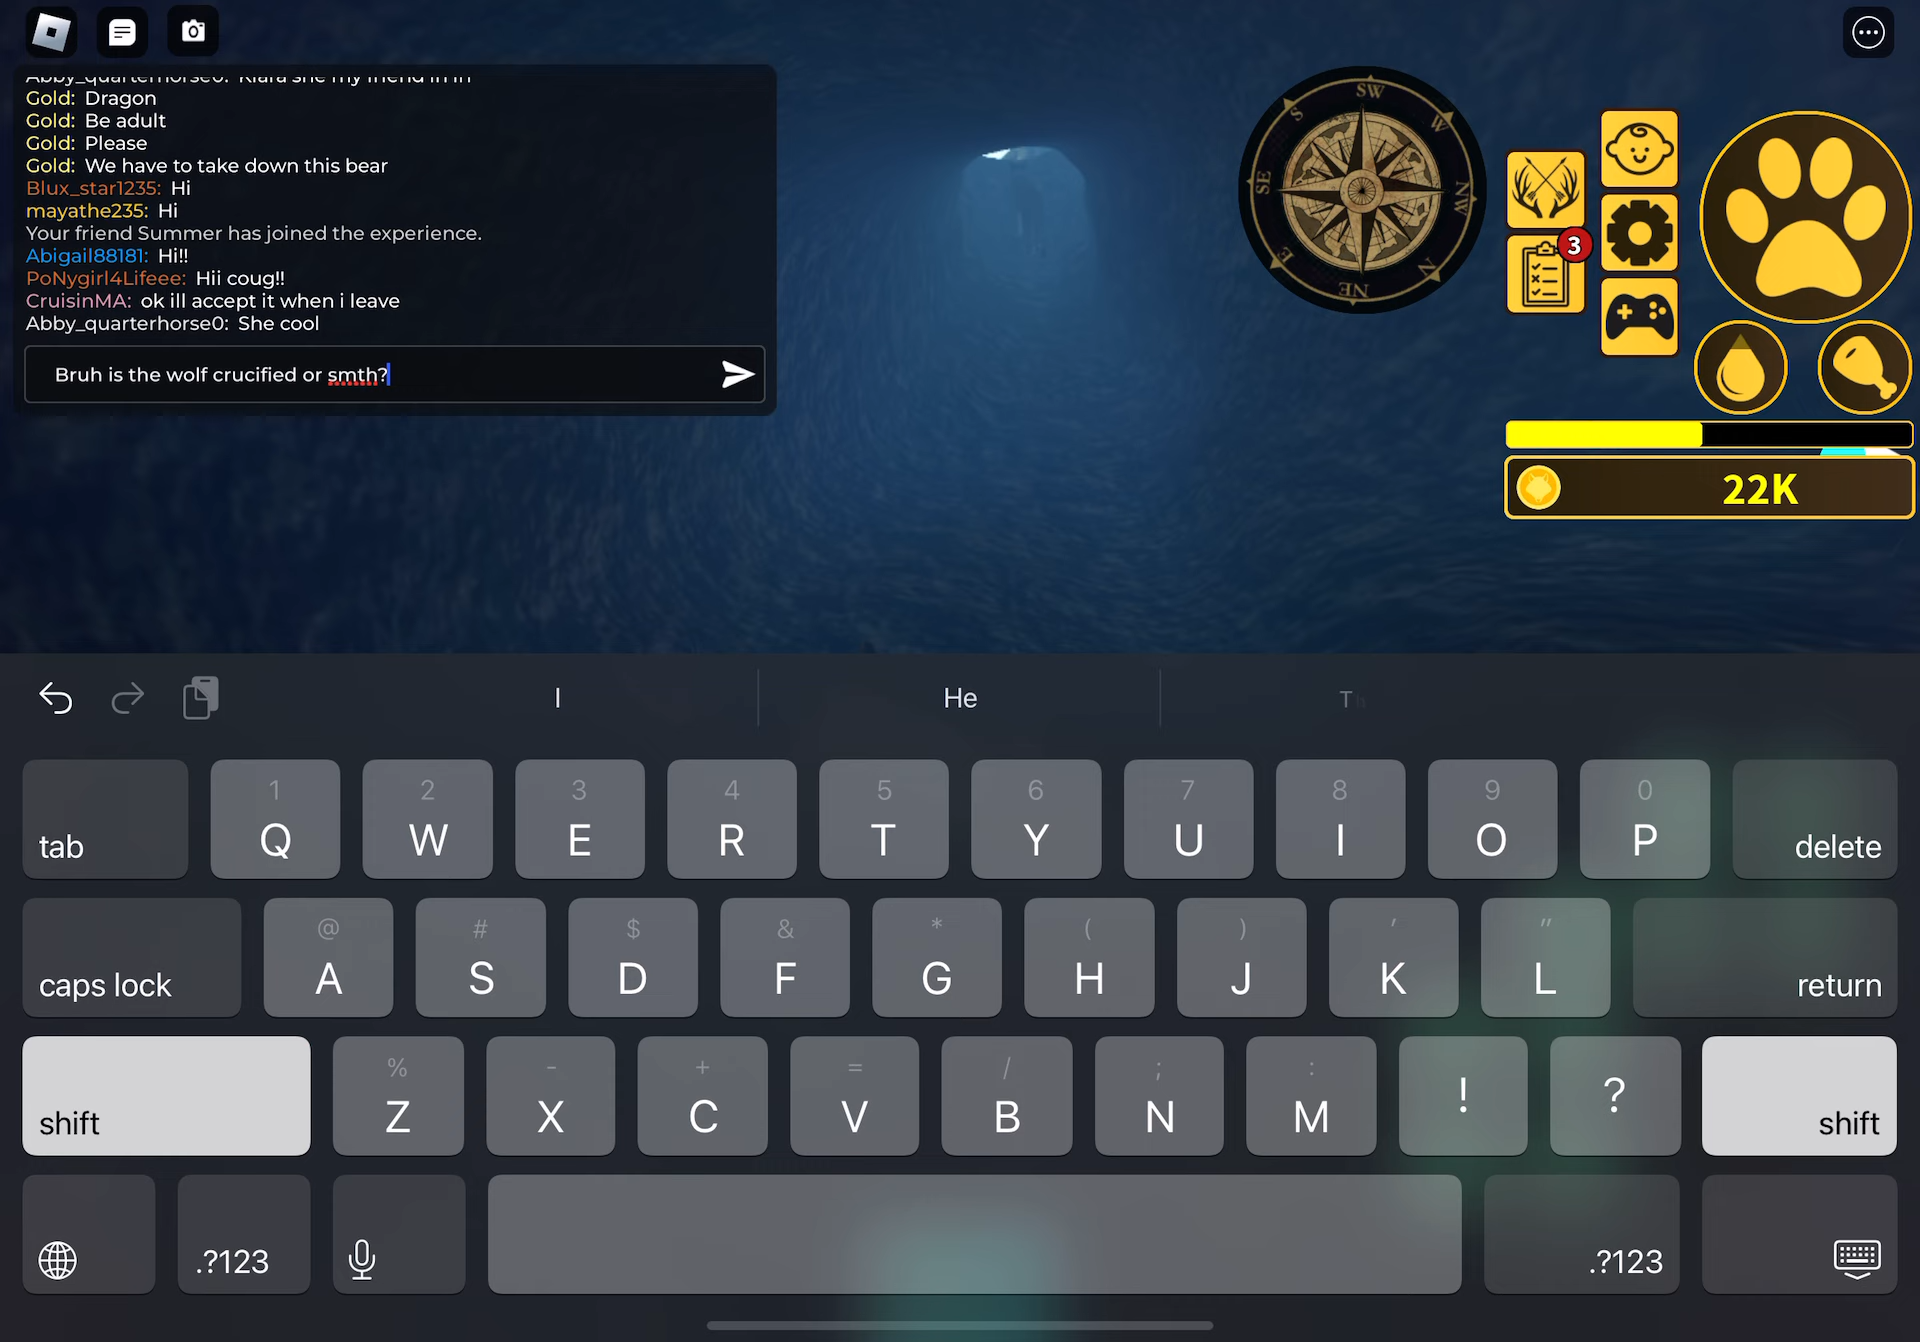 Gold: Dragon
Gold: Be adult
Gold: Please
Gold: We have to take down this bear
Blux_star1235: Hi
mayathe235: Hi
Your friend Summer has joined the experience.
Abigail88181: Hi!!
PoNygirl4Lifeee: Hii coug!!
CruisinMA: ok ill accept it when i leave
Abby_quarterhorse0: She cool
Bruh is the wolf crucified or smth?
SW
S W
SE NW
E N
NE
3
22K
I He
tab 1 Q 2 W 3 E 4 R 5 T 6 Y 7 U 8 I 9 O 0 P delete
caps lock @ A # S $ D & F * G ( H ) J ' K " L return
shift % Z - X + C = V / B ; N : M ! ? shift
.?123 .?123